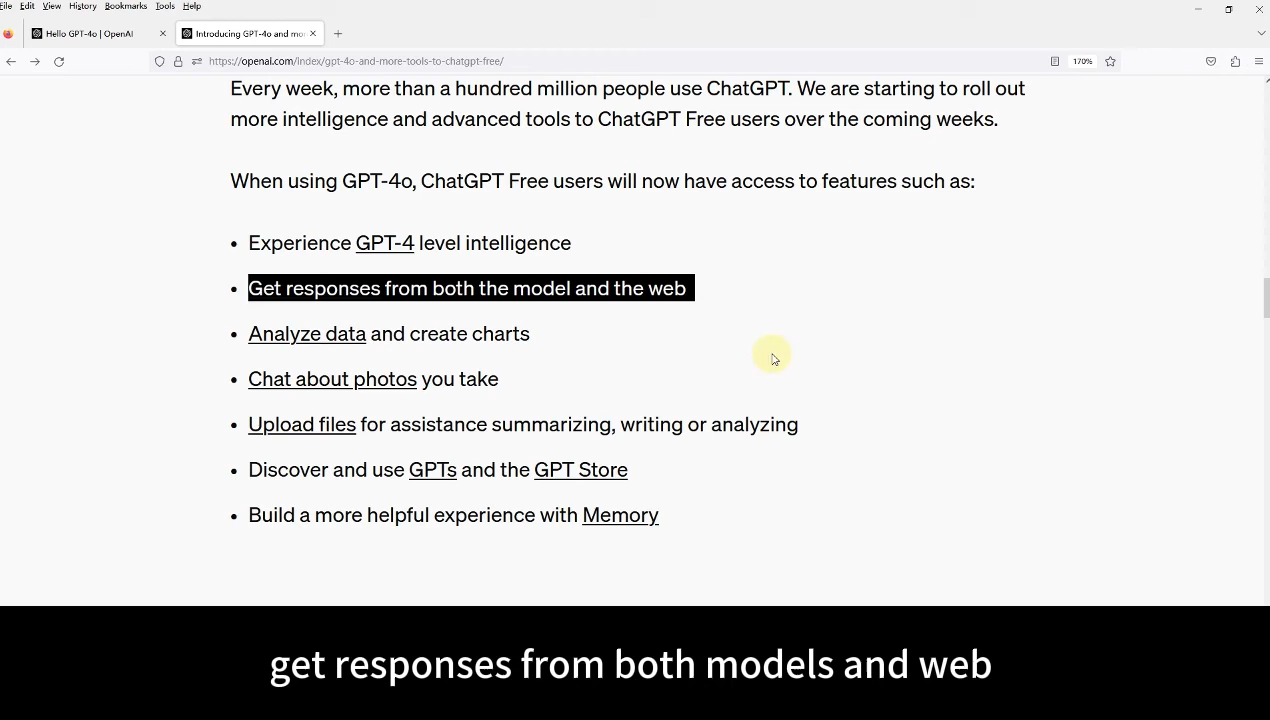 File Edit View History Bookmarks Tools Help
Hello GPT-4o | OpenAI
Introducing GPT-4o and mo
https://openai.com/index/gpt-4o-and-more-tools-to-chatgpt-free/
170%
Every week, more than a hundred million people use ChatGPT. We are starting to roll out
more intelligence and advanced tools to ChatGPT Free users over the coming weeks.
When using GPT-4o, ChatGPT Free users will now have access to features such as:
• Experience GPT-4 level intelligence
• Get responses from both the model and the web
• Analyze data and create charts
• Chat about photos you take
• Upload files for assistance summarizing, writing or analyzing
• Discover and use GPTs and the GPT Store
• Build a more helpful experience with Memory
get responses from both models and web